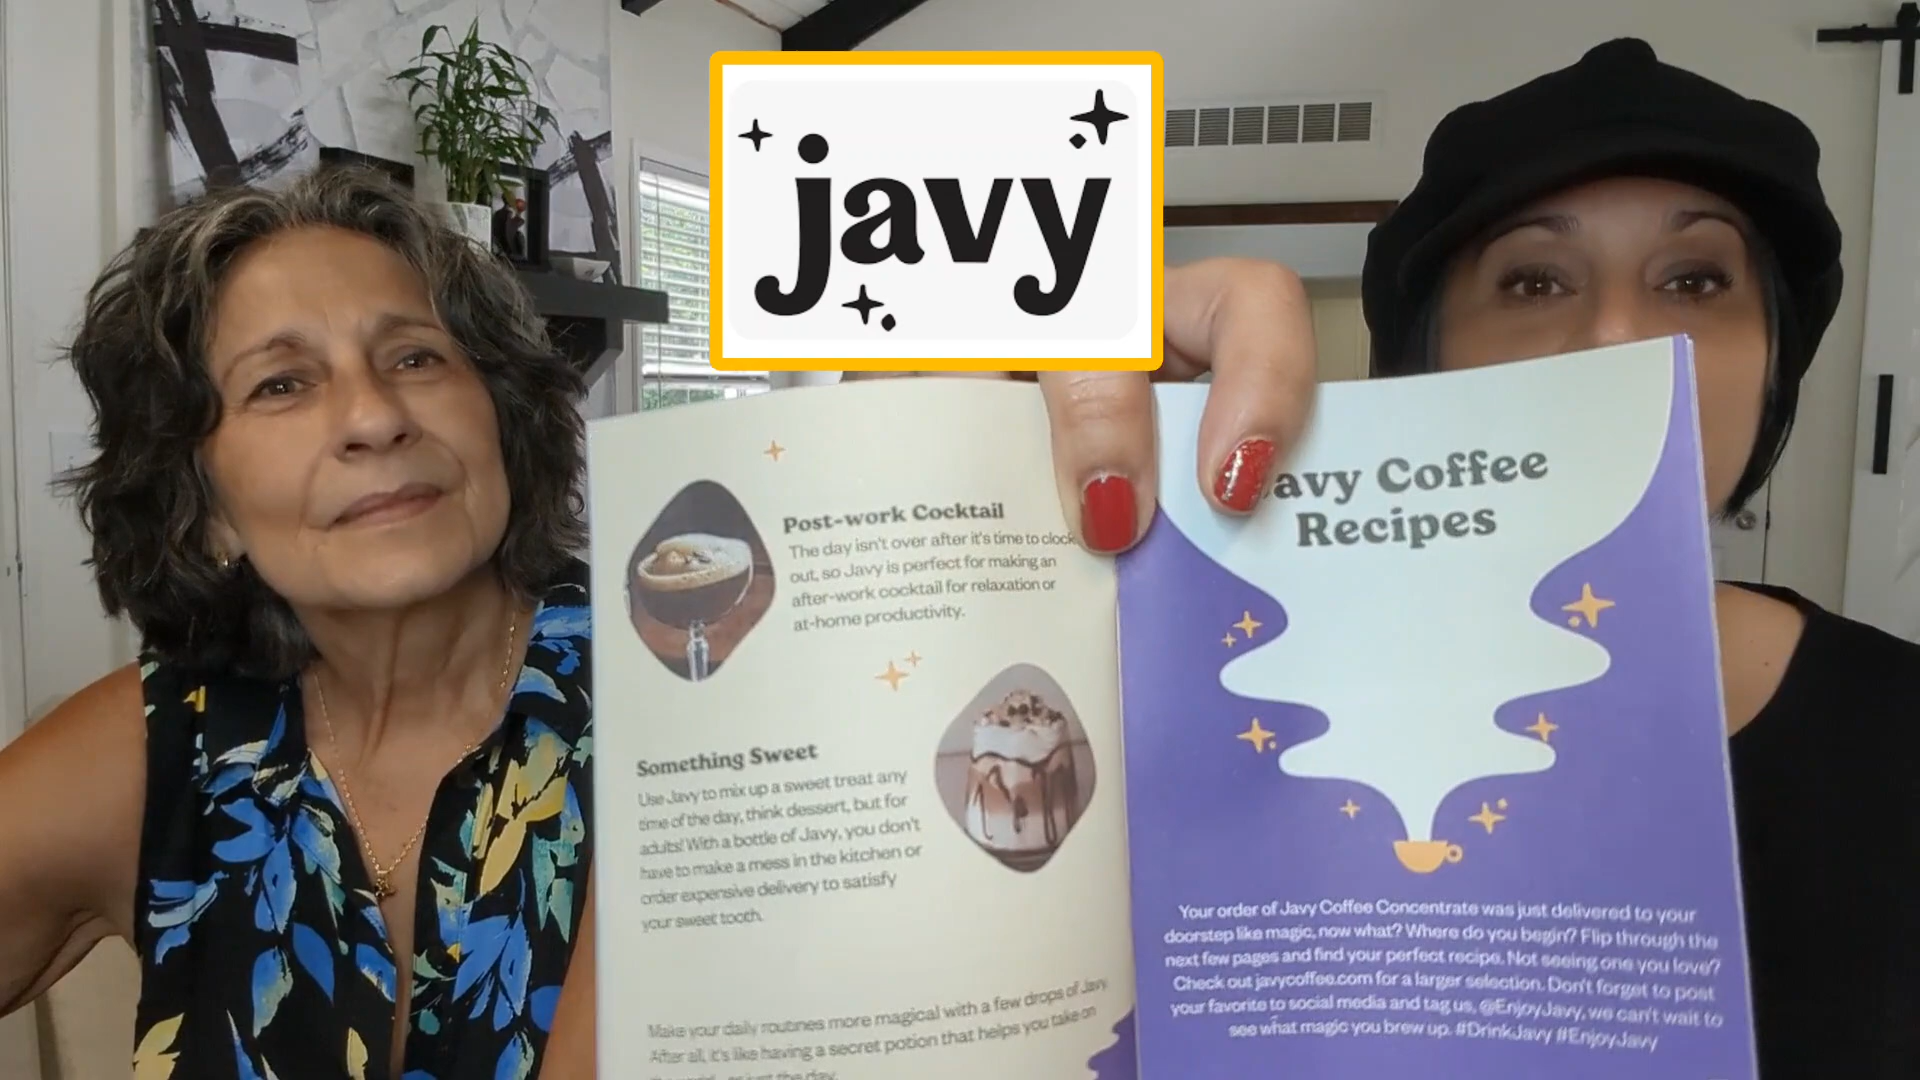 javy
Post-work Cocktail
The day isn't over after it's time to clock
out, so Javy is perfect for making an
after-work cocktail for relaxation or
at-home productivity.
Something Sweet
Use Javy to mix up a sweet treat any
time of the day, think dessert, but for
adults! With a bottle of Javy, you don't
have to make a mess in the kitchen or
order expensive delivery to satisfy
your sweet tooth.
Make your daily routines more magical with a few drops of Javy.
After all, it's like having a secret potion that helps you take on
just the day.
avy Coffee
Recipes
Your order of Javy Coffee Concentrate was just delivered to your
doorstep like magic, now what? Where do you begin? Flip through the
next few pages and find your perfect recipe. Not seeing one you love?
Check out javycoffee.com for a larger selection. Don't forget to post
your favorite to social media and tag us, @EnjoyJavy, we can't wait to
see what magic you brew up. #DrinkJavy #EnjoyJavy